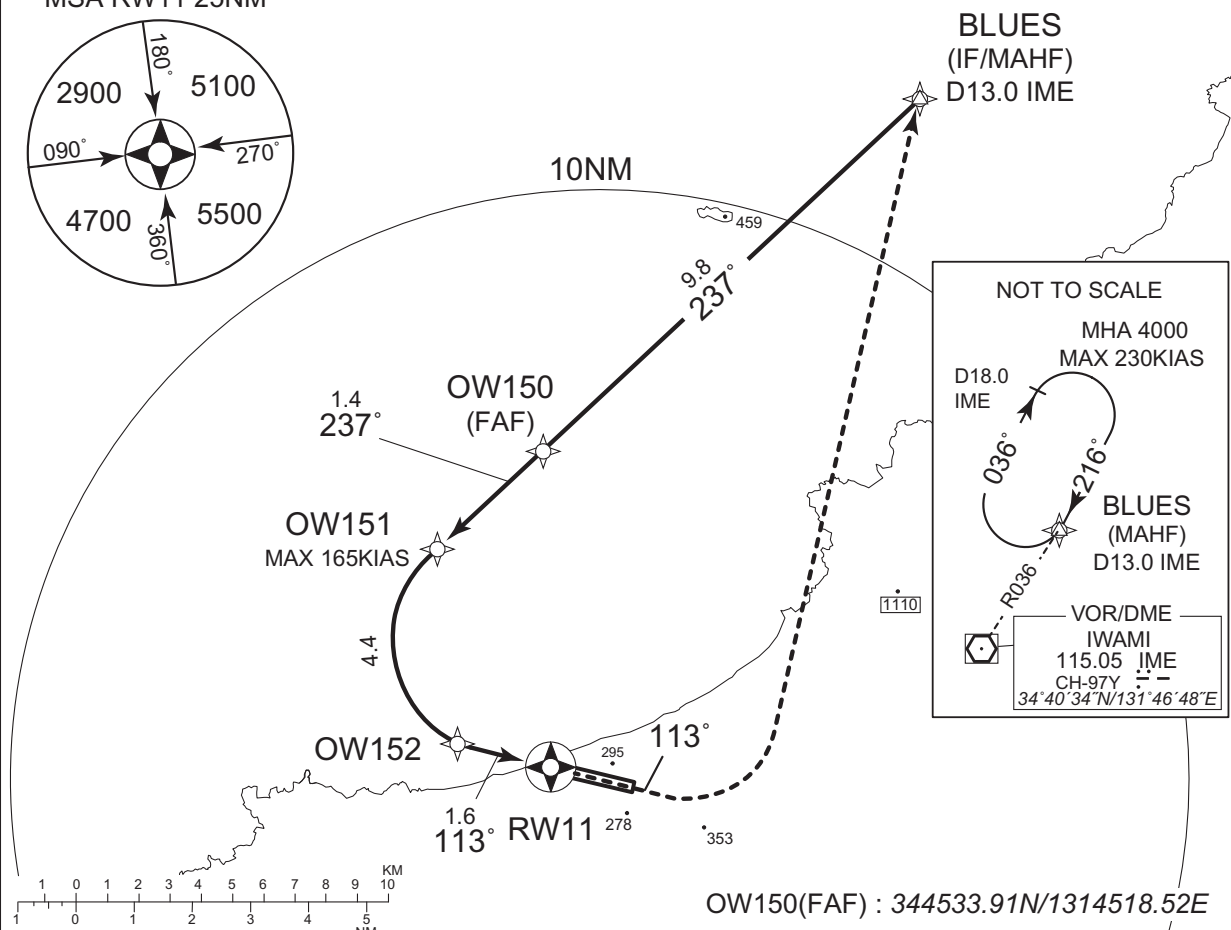 MSA RW11 25NM
180°
2900
5100
090°
270°
4700
5500
360°
BLUES
(IF/MAHF)
D13.0 IME
10NM
459
9.8
237°
OW150
(FAF)
1.4
237°
OW151
MAX 165KIAS
4.4
OW152
1.6
113°
RW11
295
113°
278
353
1110
NOT TO SCALE
MHA 4000
MAX 230KIAS
D18.0
IME
036°
216°
BLUES
(MAHF)
D13.0 IME
R036
VOR/DME
IWAMI
115.05 IME
CH-97Y
34°40´34˝N/131°46´48˝E
KM
1 0 1 2 3 4 5 6 7 8 9 10
1 0 1 2 3 4 5
NM
OW150(FAF) : 344533.91N/1314518.52E